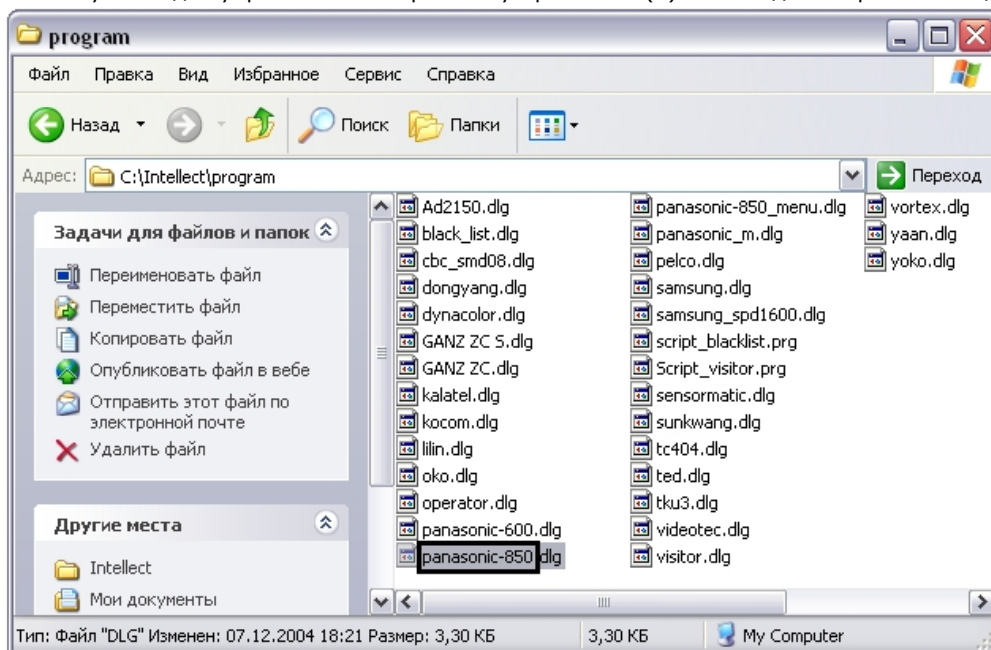 program
Файл Правка Вид Избранное Сервис Справка
Назад Поиск Папки
Адрес: C:\Intellect\program Переход
Задачи для файлов и папок
Переименовать файл
Переместить файл
Копировать файл
Опубликовать файл в вебе
Отправить этот файл по
электронной почте
Удалить файл
Другие места
Intellect
Мои документы
Ad2150.dlg
black_list.dlg
cbc_smd08.dlg
dongyang.dlg
dynacolor.dlg
GANZ ZC S.dlg
GANZ ZC.dlg
kalatel.dlg
kocom.dlg
lilin.dlg
oko.dlg
operator.dlg
panasonic-600.dlg
panasonic-850.dlg
panasonic-850_menu.dlg
panasonic_m.dlg
pelco.dlg
samsung.dlg
samsung_spd1600.dlg
script_blacklist.prg
Script_visitor.prg
sensormatic.dlg
sunkwang.dlg
tc404.dlg
ted.dlg
tku3.dlg
videotec.dlg
visitor.dlg
vortex.dlg
yaan.dlg
yoko.dlg
Тип: Файл "DLG" Изменен: 07.12.2004 18:21 Размер: 3,30 КБ 3,30 КБ My Computer